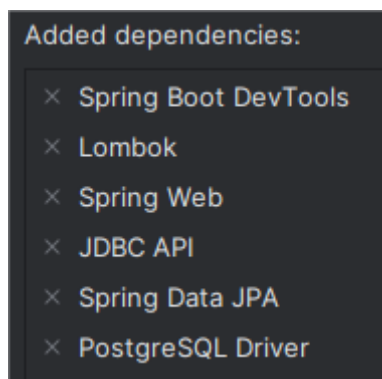 Added dependencies:
× Spring Boot DevTools
× Lombok
× Spring Web
× JDBC API
× Spring Data JPA
× PostgreSQL Driver